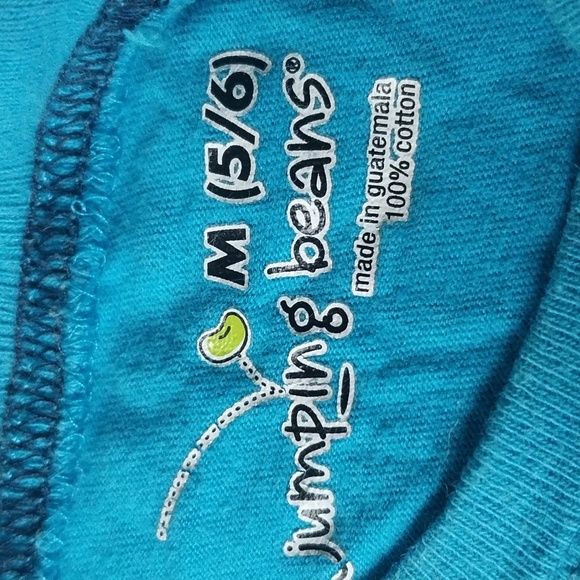 M (5/6)
jumping beans®
made in guatemala
100% cotton